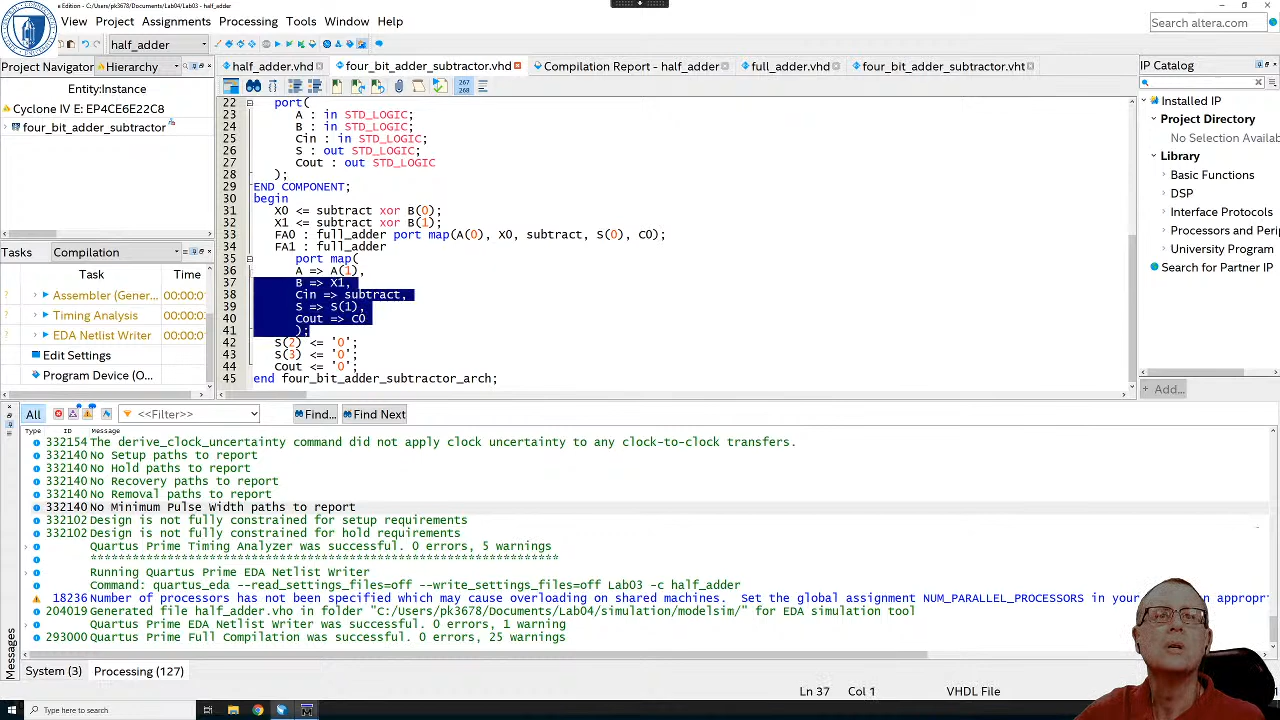 e Edition - C:/Users/pk3678/Documents/Lab04/Lab03 - half_adder
View Project Assignments Processing Tools Window Help
Search altera.com
half_adder
Project Navigator Hierarchy
half_adder.vhd four_bit_adder_subtractor.vhd Compilation Report - half_adder full_adder.vhd four_bit_adder_subtractor.vht
IP Catalog
Entity:Instance
Cyclone IV E: EP4CE6E22C8
four_bit_adder_subtractor
267
268
22 port(
23 A : in STD_LOGIC;
24 B : in STD_LOGIC;
25 Cin : in STD_LOGIC;
26 S : out STD_LOGIC;
27 Cout : out STD_LOGIC
28 );
29 END COMPONENT;
30 begin
31 X0 <= subtract xor B(0);
32 X1 <= subtract xor B(1);
33 FA0 : full_adder port map(A(0), X0, subtract, S(0), C0);
34 FA1 : full_adder
35 port map(
36 A => A(1),
37 B => X1,
38 Cin => subtract,
39 S => S(1),
40 Cout => C0
41 );
42 S(2) <= '0';
43 S(3) <= '0';
44 Cout <= '0';
45 end four_bit_adder_subtractor_arch;
Installed IP
Project Directory
No Selection Availab
Library
Basic Functions
DSP
Interface Protocols
Processors and Peri
University Program
Search for Partner IP
Add...
Tasks Compilation
Task Time
Assembler (Gener... 00:00:0
Timing Analysis 00:00:0
EDA Netlist Writer 00:00:0
Edit Settings
Program Device (O...
All <<Filter>> Find... Find Next
Type ID Message
332154 The derive_clock_uncertainty command did not apply clock uncertainty to any clock-to-clock transfers.
332140 No Setup paths to report
332140 No Hold paths to report
332140 No Recovery paths to report
332140 No Removal paths to report
332140 No Minimum Pulse Width paths to report
332102 Design is not fully constrained for setup requirements
332102 Design is not fully constrained for hold requirements
Quartus Prime Timing Analyzer was successful. 0 errors, 5 warnings
*******************************************************************
Running Quartus Prime EDA Netlist Writer
Command: quartus_eda --read_settings_files=off --write_settings_files=off Lab03 -c half_adder
18236 Number of processors has not been specified which may cause overloading on shared machines. Set the global assignment NUM_PARALLEL_PROCESSORS in your n appropr
204019 Generated file half_adder.vho in folder "C:/Users/pk3678/Documents/Lab04/simulation/modelsim/" for EDA simulation tool
Quartus Prime EDA Netlist Writer was successful. 0 errors, 1 warning
293000 Quartus Prime Full Compilation was successful. 0 errors, 25 warnings
Messages
System (3) Processing (127)
Ln 37 Col 1 VHDL File
Type here to search